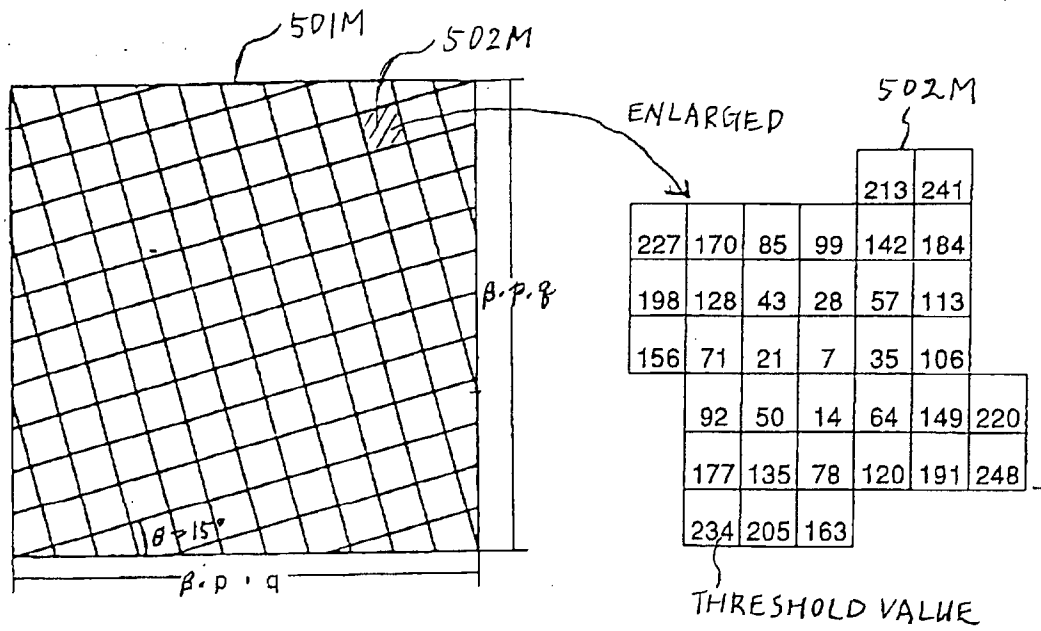 501M
502M
ENLARGED
502M
213 241
227 170 85 99 142 184
198 128 43 28 57 113
156 71 21 7 35 106
92 50 14 64 149 220
177 135 78 120 191 248
234 205 163
THRESHOLD VALUE
β·p·q
θ>15°
β·p·q